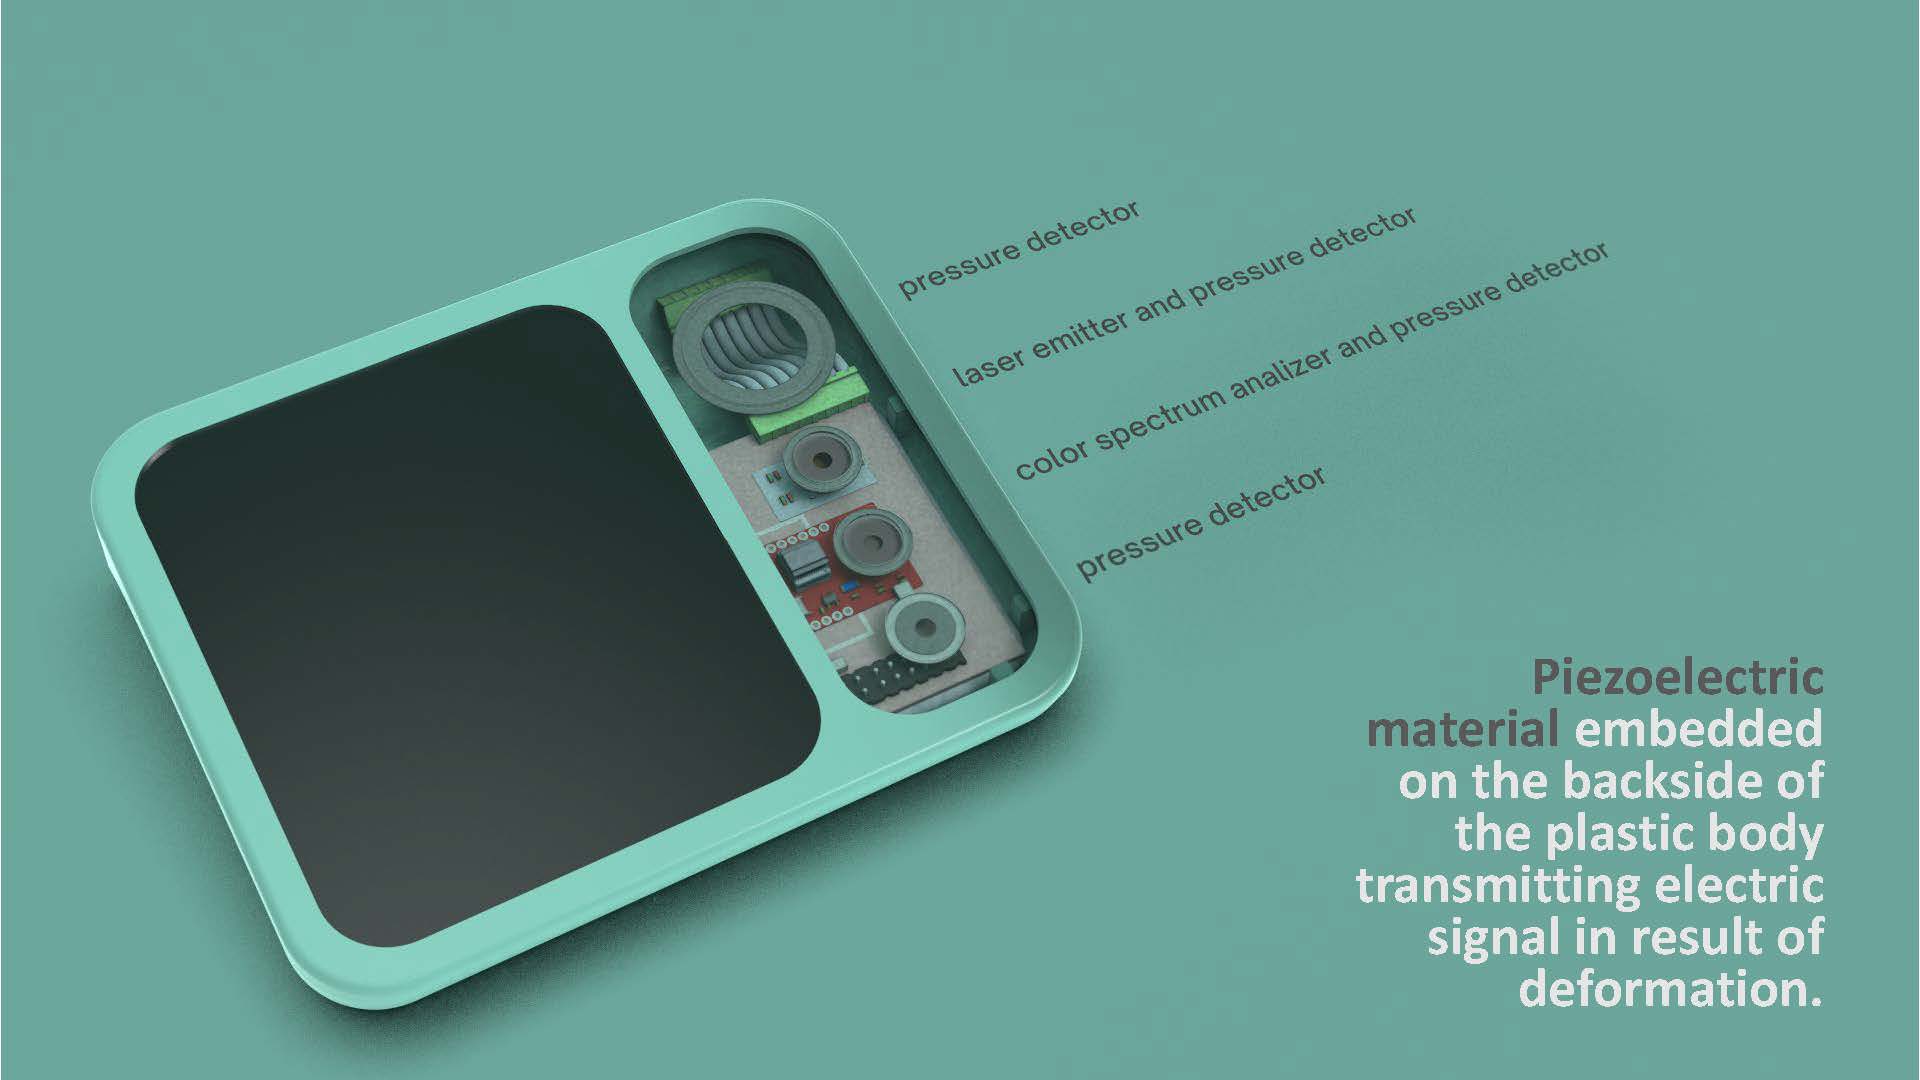 pressure detector
laser emitter and pressure detector
color spectrum analizer and pressure detector
pressure detector
Piezoelectric
material embedded
on the backside of
the plastic body
transmitting electric
signal in result of
deformation.